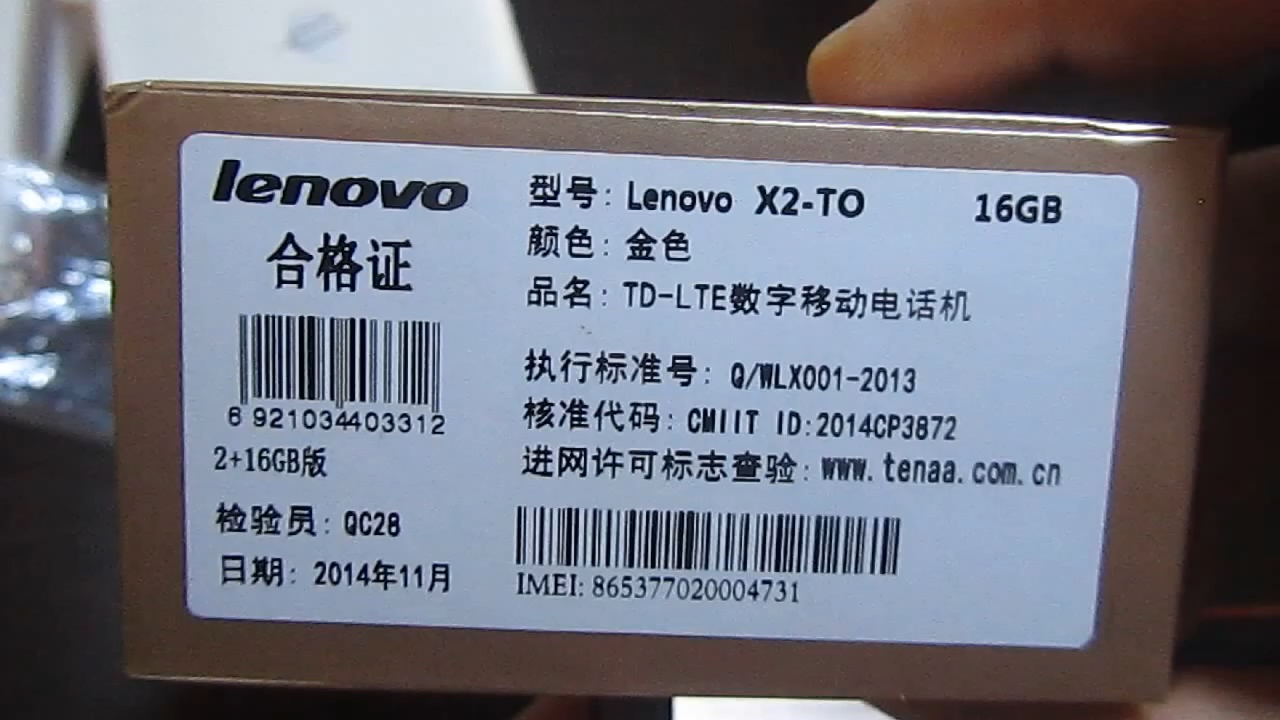 lenovo
合格证
6 921034403312
2+16GB版
检验员: QC28
日期: 2014年11月
型号: Lenovo X2-TO 16GB
颜色: 金色
品名: TD-LTE数字移动电话机
执行标准号: Q/WLX001-2013
核准代码: CMIIT ID:2014CP3872
进网许可标志查验: www.tenaa.com.cn
IMEI: 865377020004731